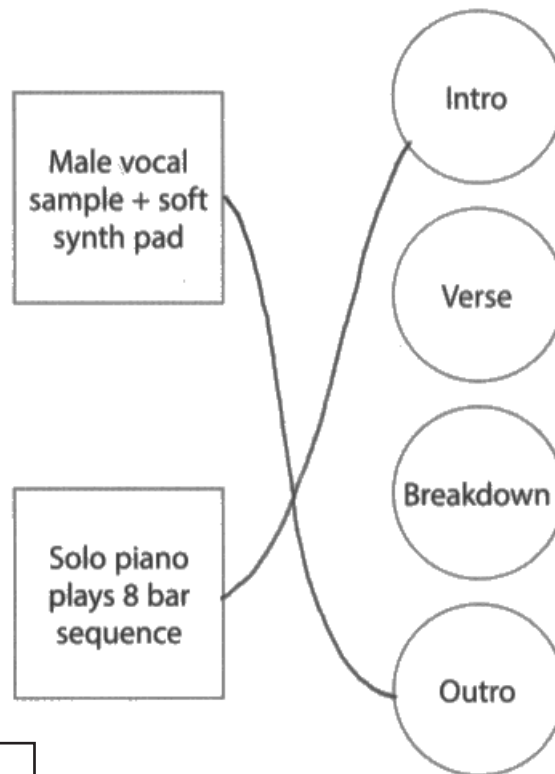 Intro
Male vocal
sample + soft
synth pad
Verse
Breakdown
Solo piano
plays 8 bar
sequence
Outro